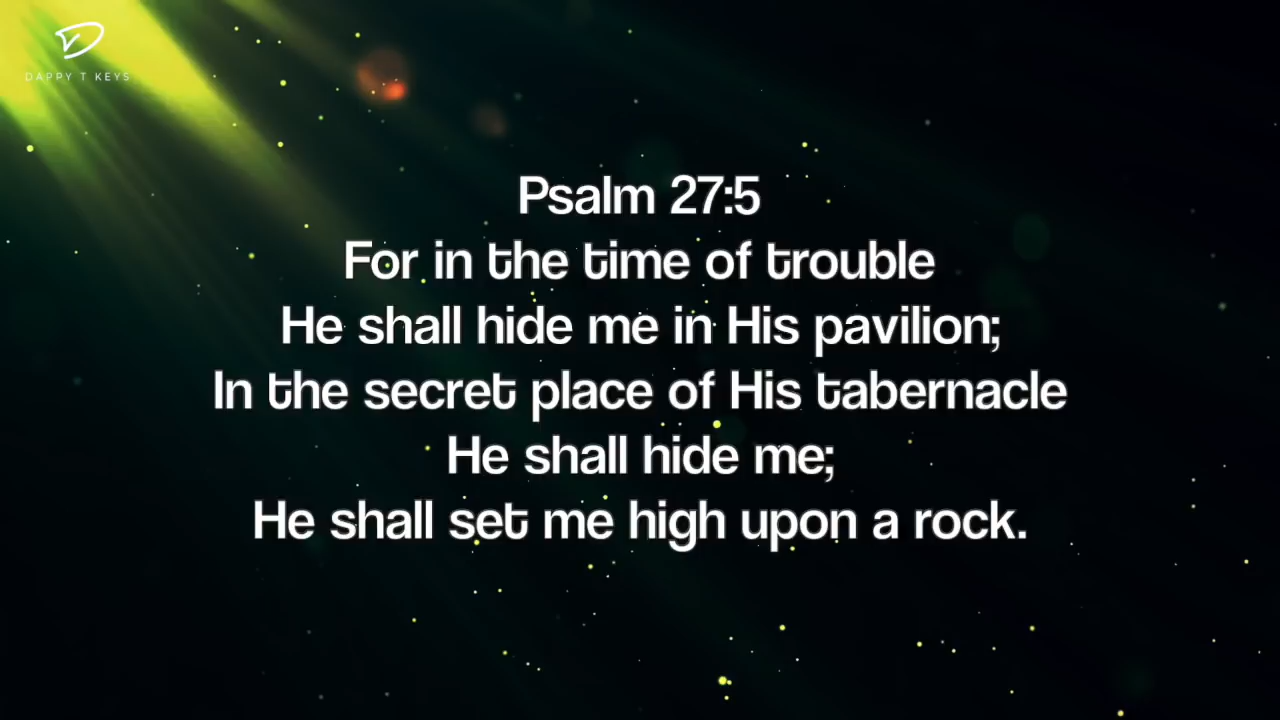 DAPPY T KEYS
Psalm 27:5
For in the time of trouble
He shall hide me in His pavilion;
In the secret place of His tabernacle
He shall hide me;
He shall set me high upon a rock.